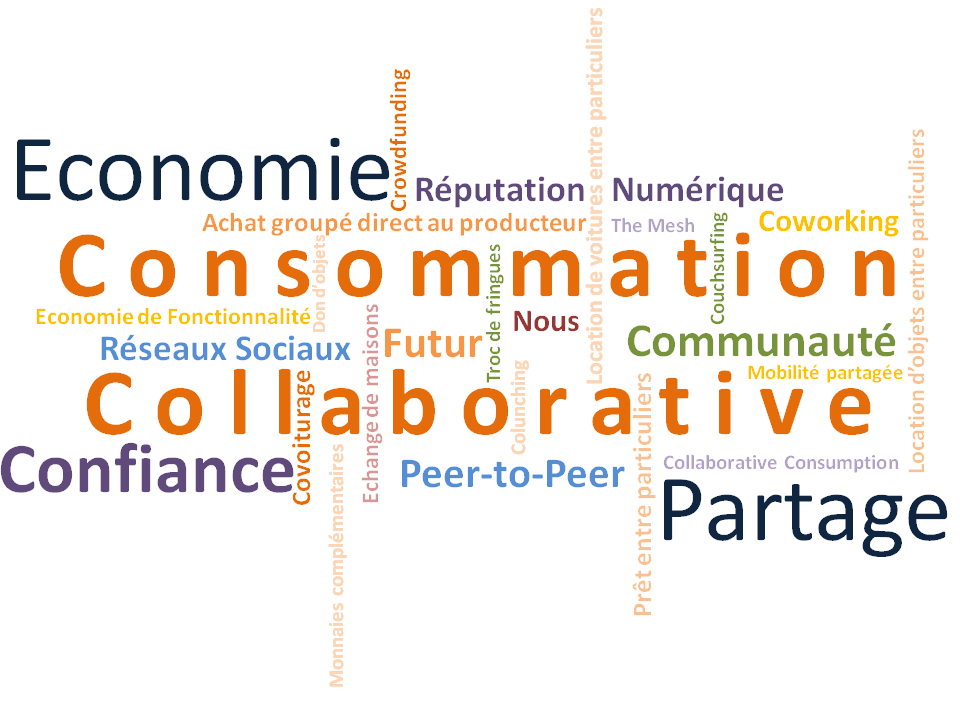 Economie
Crowdfunding
Réputation
Numérique
Location de voitures entre particuliers
Location d'objets entre particuliers
Achat groupé direct au producteur
The Mesh
Couchsurfing
Coworking
Consommation
Don d'objets
Economie de Fonctionnalité
Troc de fringues
Nous
Réseaux Sociaux
Echange de maisons
Futur
Communauté
Colunching
Mobilité partagée
Collaborative
Covoiturage
Prêt entre particuliers
Confiance
Monnaies complémentaires
Peer-to-Peer
Collaborative Consumption
Partage